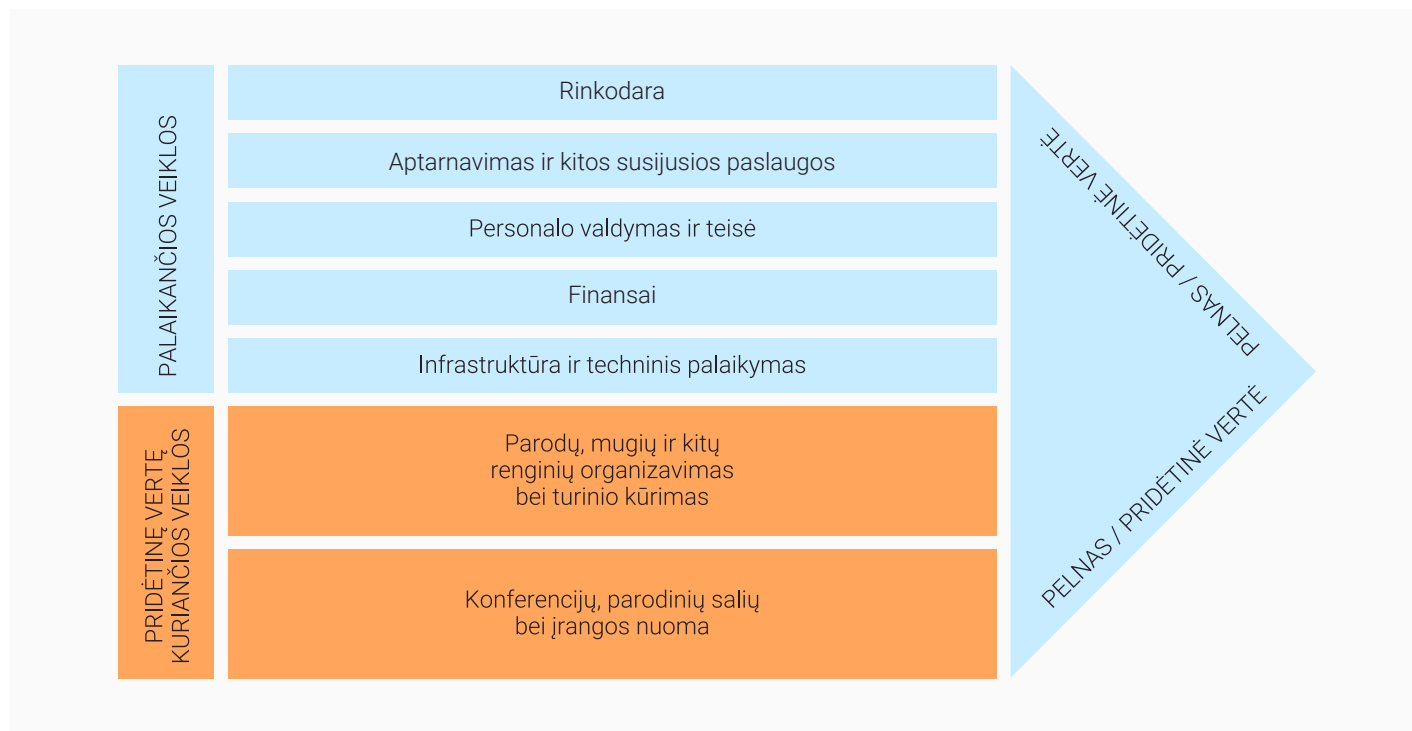 PALAIKANČIOS VEIKLOS
Rinkodara
Aptarnavimas ir kitos susijusios paslaugos
Personalo valdymas ir teisė
Finansai
Infrastruktūra ir techninis palaikymas
PRIDĖTINĘ VERTĘ
KURIANČIOS VEIKLOS
Parodų, mugių ir kitų
renginių organizavimas
bei turinio kūrimas
Konferencijų, parodinių salių
bei įrangos nuoma
PELNAS / PRIDĖTINĖ VERTĖ
PELNAS / PRIDĖTINĖ VERTĖ